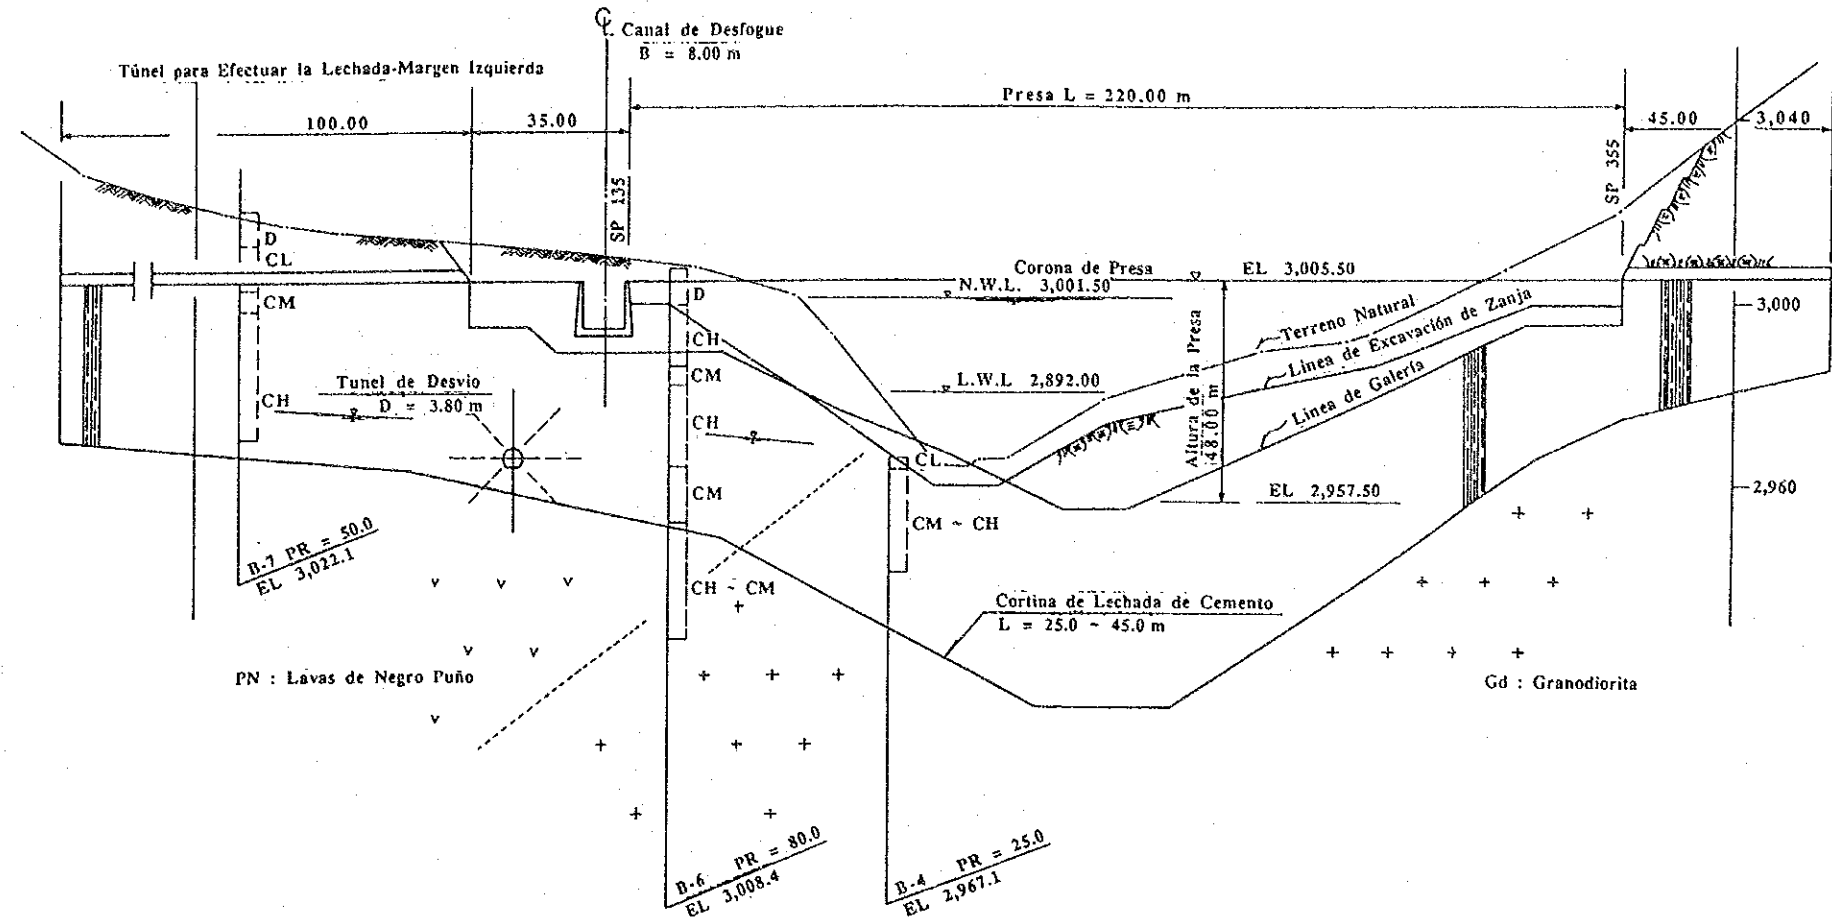 ℄ Canal de Desfogue
B = 8.00 m
Túnel para Efectuar la Lechada-Margen Izquierda
Presa L = 220.00 m
100.00
35.00
45.00
3,040
SP 135
SP 355
D
CL
CM
CH
Corona de Presa
EL 3,005.50
N.W.L. 3,001.50
3,000
D
CH
CM
CH
CM
CH ~ CM
Terreno Natural
Línea de Excavación de Zanja
Línea de Galería
Altura de la Presa
48.00 m
L.W.L 2,892.00
Tunel de Desvio
D = 3.80 m
CL
CM ~ CH
EL 2,957.50
2,960
B-7 PR = 50.0
EL 3,022.1
Cortina de Lechada de Cemento
L = 25.0 ~ 45.0 m
PN : Lavas de Negro Puño
Gd : Granodiorita
B-6 PR = 80.0
EL 3,008.4
B-4 PR = 25.0
EL 2,967.1